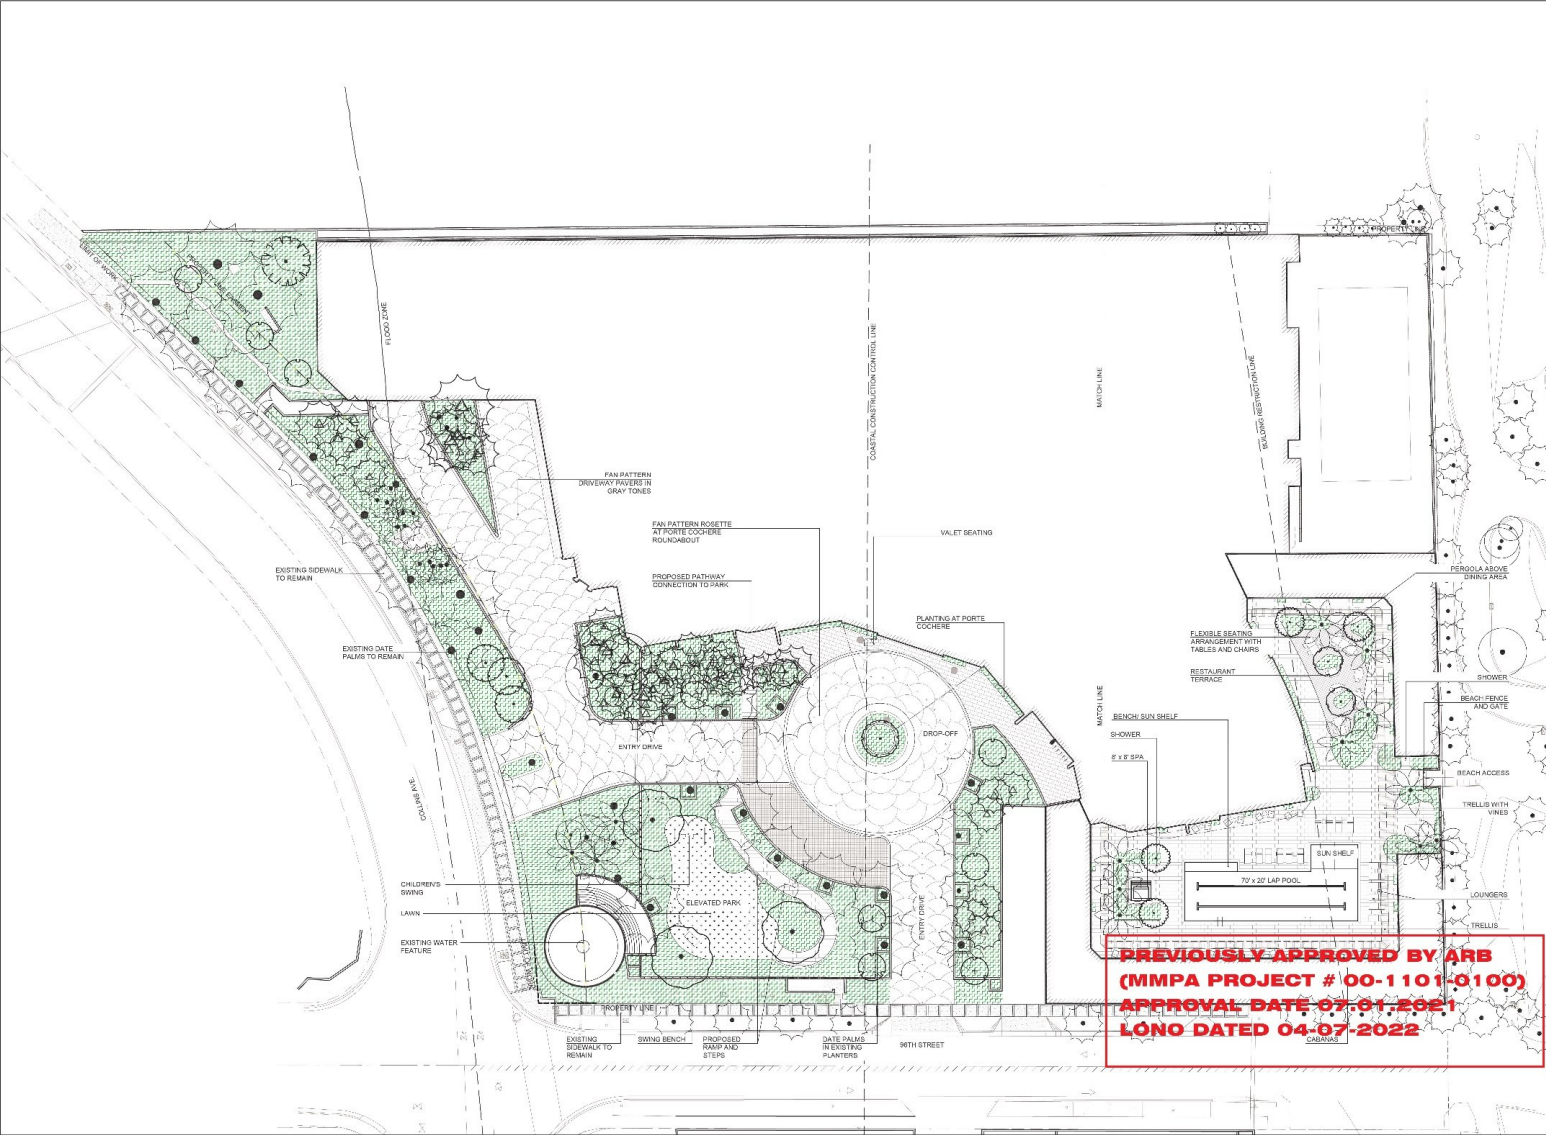 PROPERTY LINE
LIMIT OF WORK
PROPERTY LINE EASEMENT
FLOOD ZONE
COASTAL CONSTRUCTION CONTROL LINE
MATCH LINE
BUILDING RESTRICTION LINE
FAN PATTERN
DRIVEWAY PAVERS IN
GRAY TONES
FAN PATTERN ROSETTE
AT PORTE COCHERE
ROUNDABOUT
VALET SEATING
EXISTING SIDEWALK
TO REMAIN
PROPOSED PATHWAY
CONNECTION TO PARK
PERGOLA ABOVE
DINING AREA
PLANTING AT PORTE
COCHERE
FLEXIBLE SEATING
ARRANGEMENT WITH
TABLES AND CHAIRS
EXISTING DATE
PALMS TO REMAIN
RESTAURANT
TERRACE
SHOWER
BEACH FENCE
AND GATE
MATCH LINE
BENCH/ SUN SHELF
SHOWER
DROP-OFF
ENTRY DRIVE
8' x 8' SPA
BEACH ACCESS
COLLINS AVE
TRELLIS WITH
VINES
SUN SHELF
70' x 20' LAP POOL
CHILDREN'S
SWING
LOUNGERS
ELEVATED PARK
LAWN
ENTRY DRIVE
TRELLIS
EXISTING WATER
FEATURE
PREVIOUSLY APPROVED BY ARB
(MMPA PROJECT # 00-1101-0100)
APPROVAL DATE 07.01.2021
LONO DATED 04-07-2022
PROPERTY LINE
EXISTING
SIDEWALK TO
REMAIN
SWING BENCH
PROPOSED
RAMP AND
STEPS
DATE PALMS
IN EXISTING
PLANTERS
96TH STREET
CABANAS